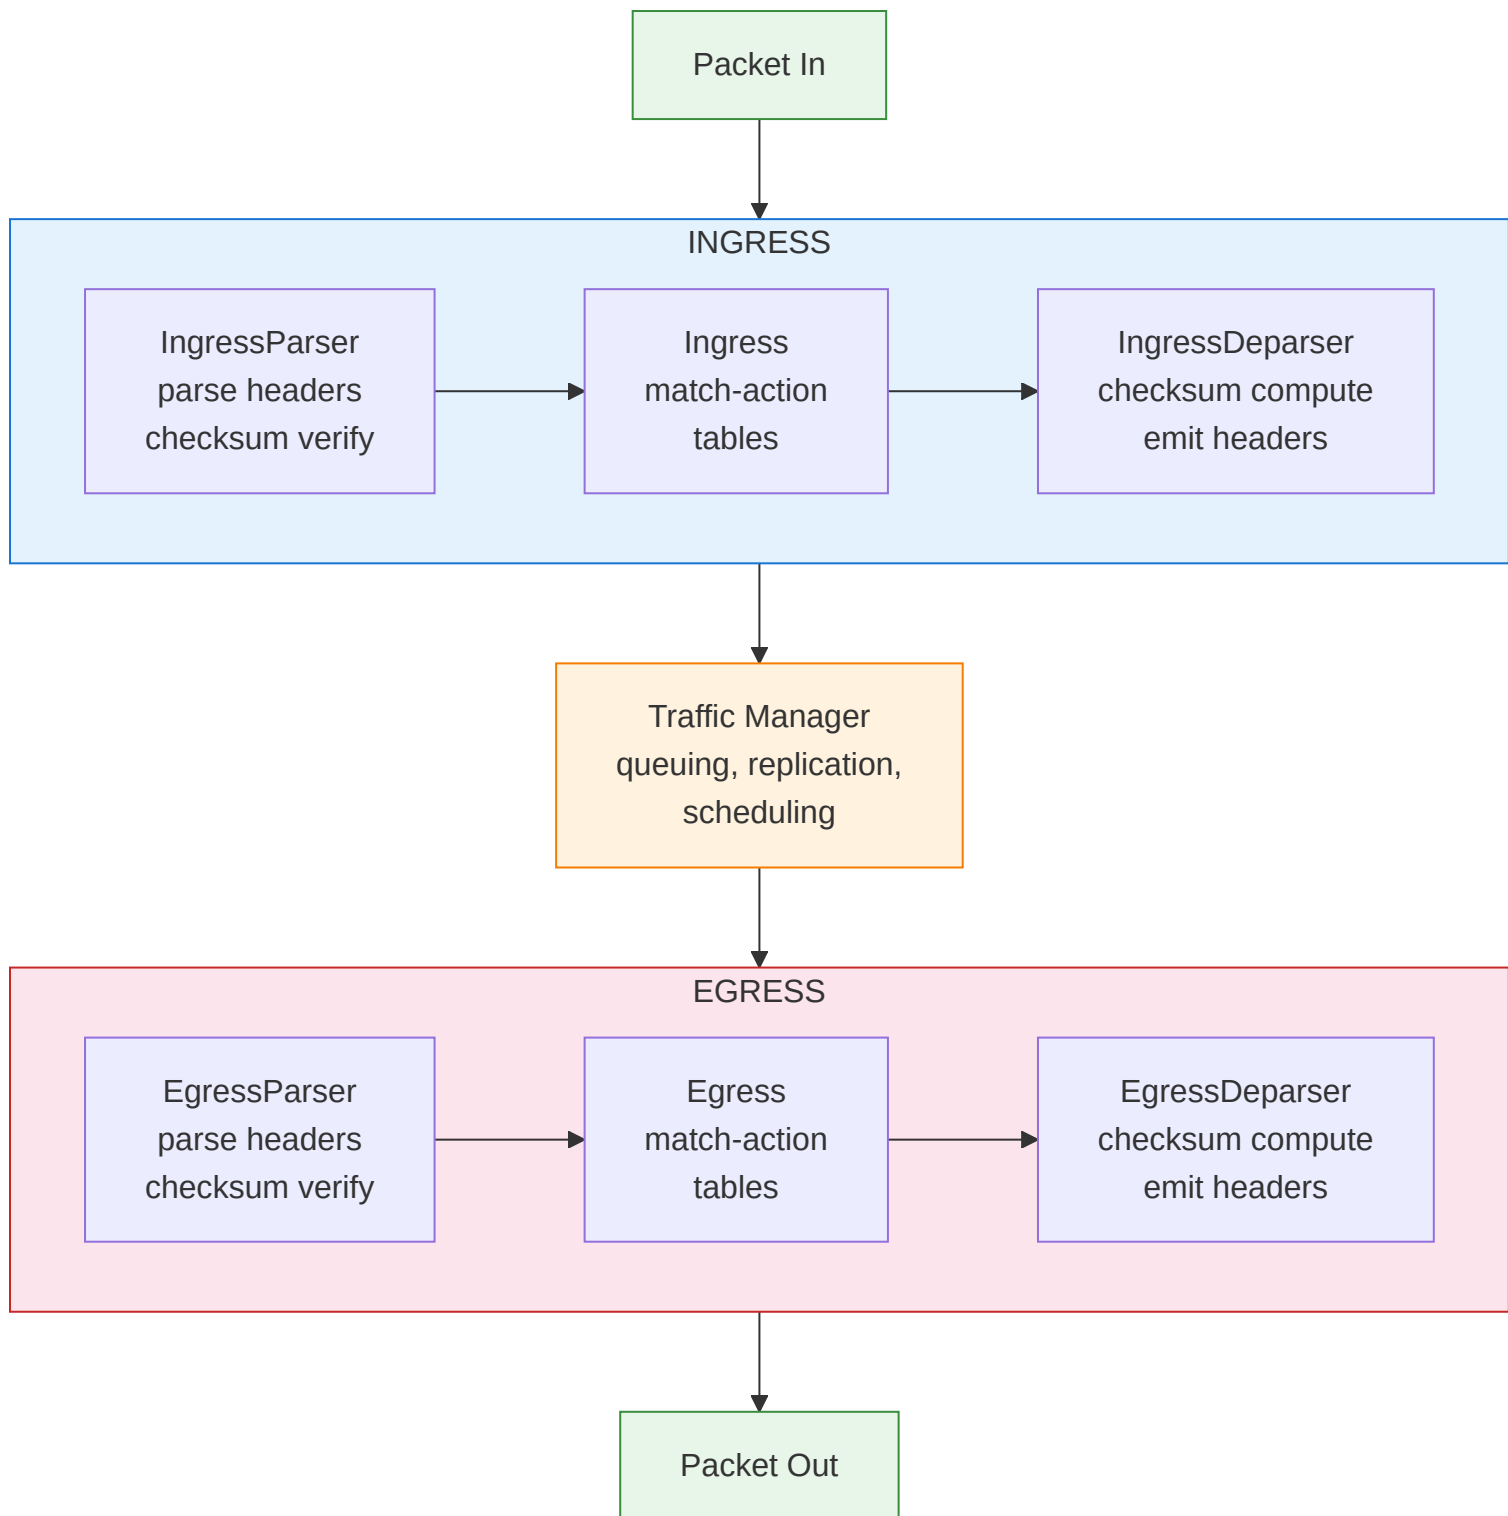 Packet In
INGRESS
IngressParser
parse headers
checksum verify
Ingress
match-action
tables
IngressDeparser
checksum compute
emit headers
Traffic Manager
queuing, replication,
scheduling
EGRESS
EgressParser
parse headers
checksum verify
Egress
match-action
tables
EgressDeparser
checksum compute
emit headers
Packet Out